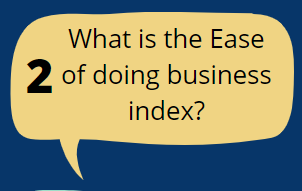 What is the Ease
2 of doing business
index?